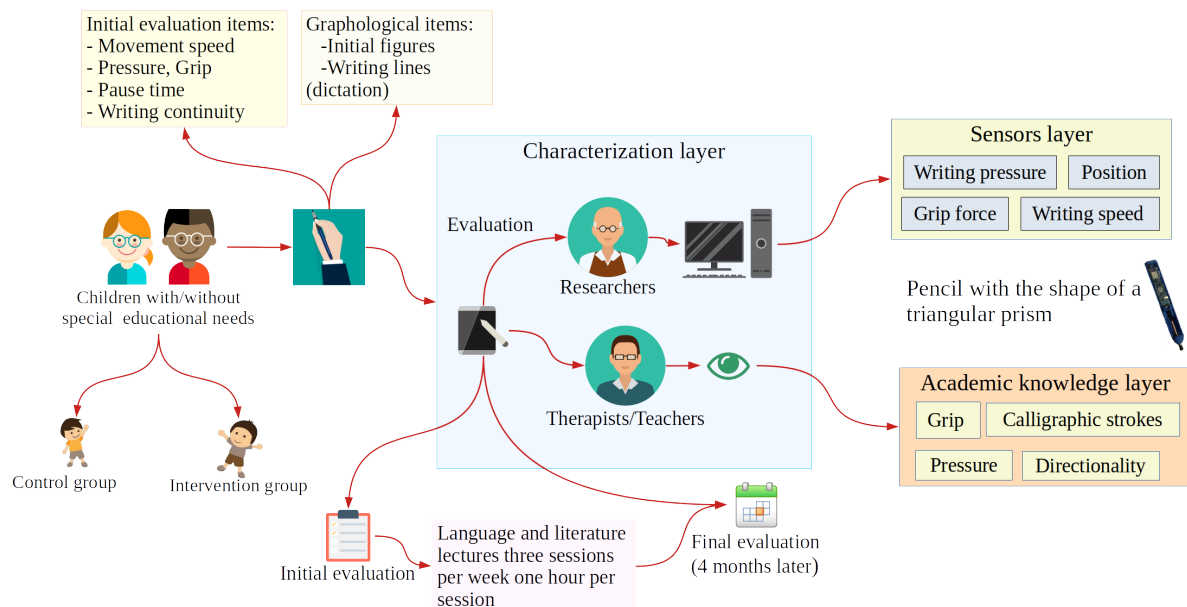 Initial evaluation items:
- Movement speed
- Pressure, Grip
- Pause time
- Writing continuity
Graphological items:
-Initial figures
-Writing lines
(dictation)
Characterization layer
Evaluation
Researchers
Therapists/Teachers
Sensors layer
Writing pressure
Position
Grip force
Writing speed
Children with/without
special educational needs
Pencil with the shape of a
triangular prism
Academic knowledge layer
Grip
Calligraphic strokes
Pressure
Directionality
Control group
Intervention group
Initial evaluation
Language and literature
lectures three sessions
per week one hour per
session
Final evaluation
(4 months later)